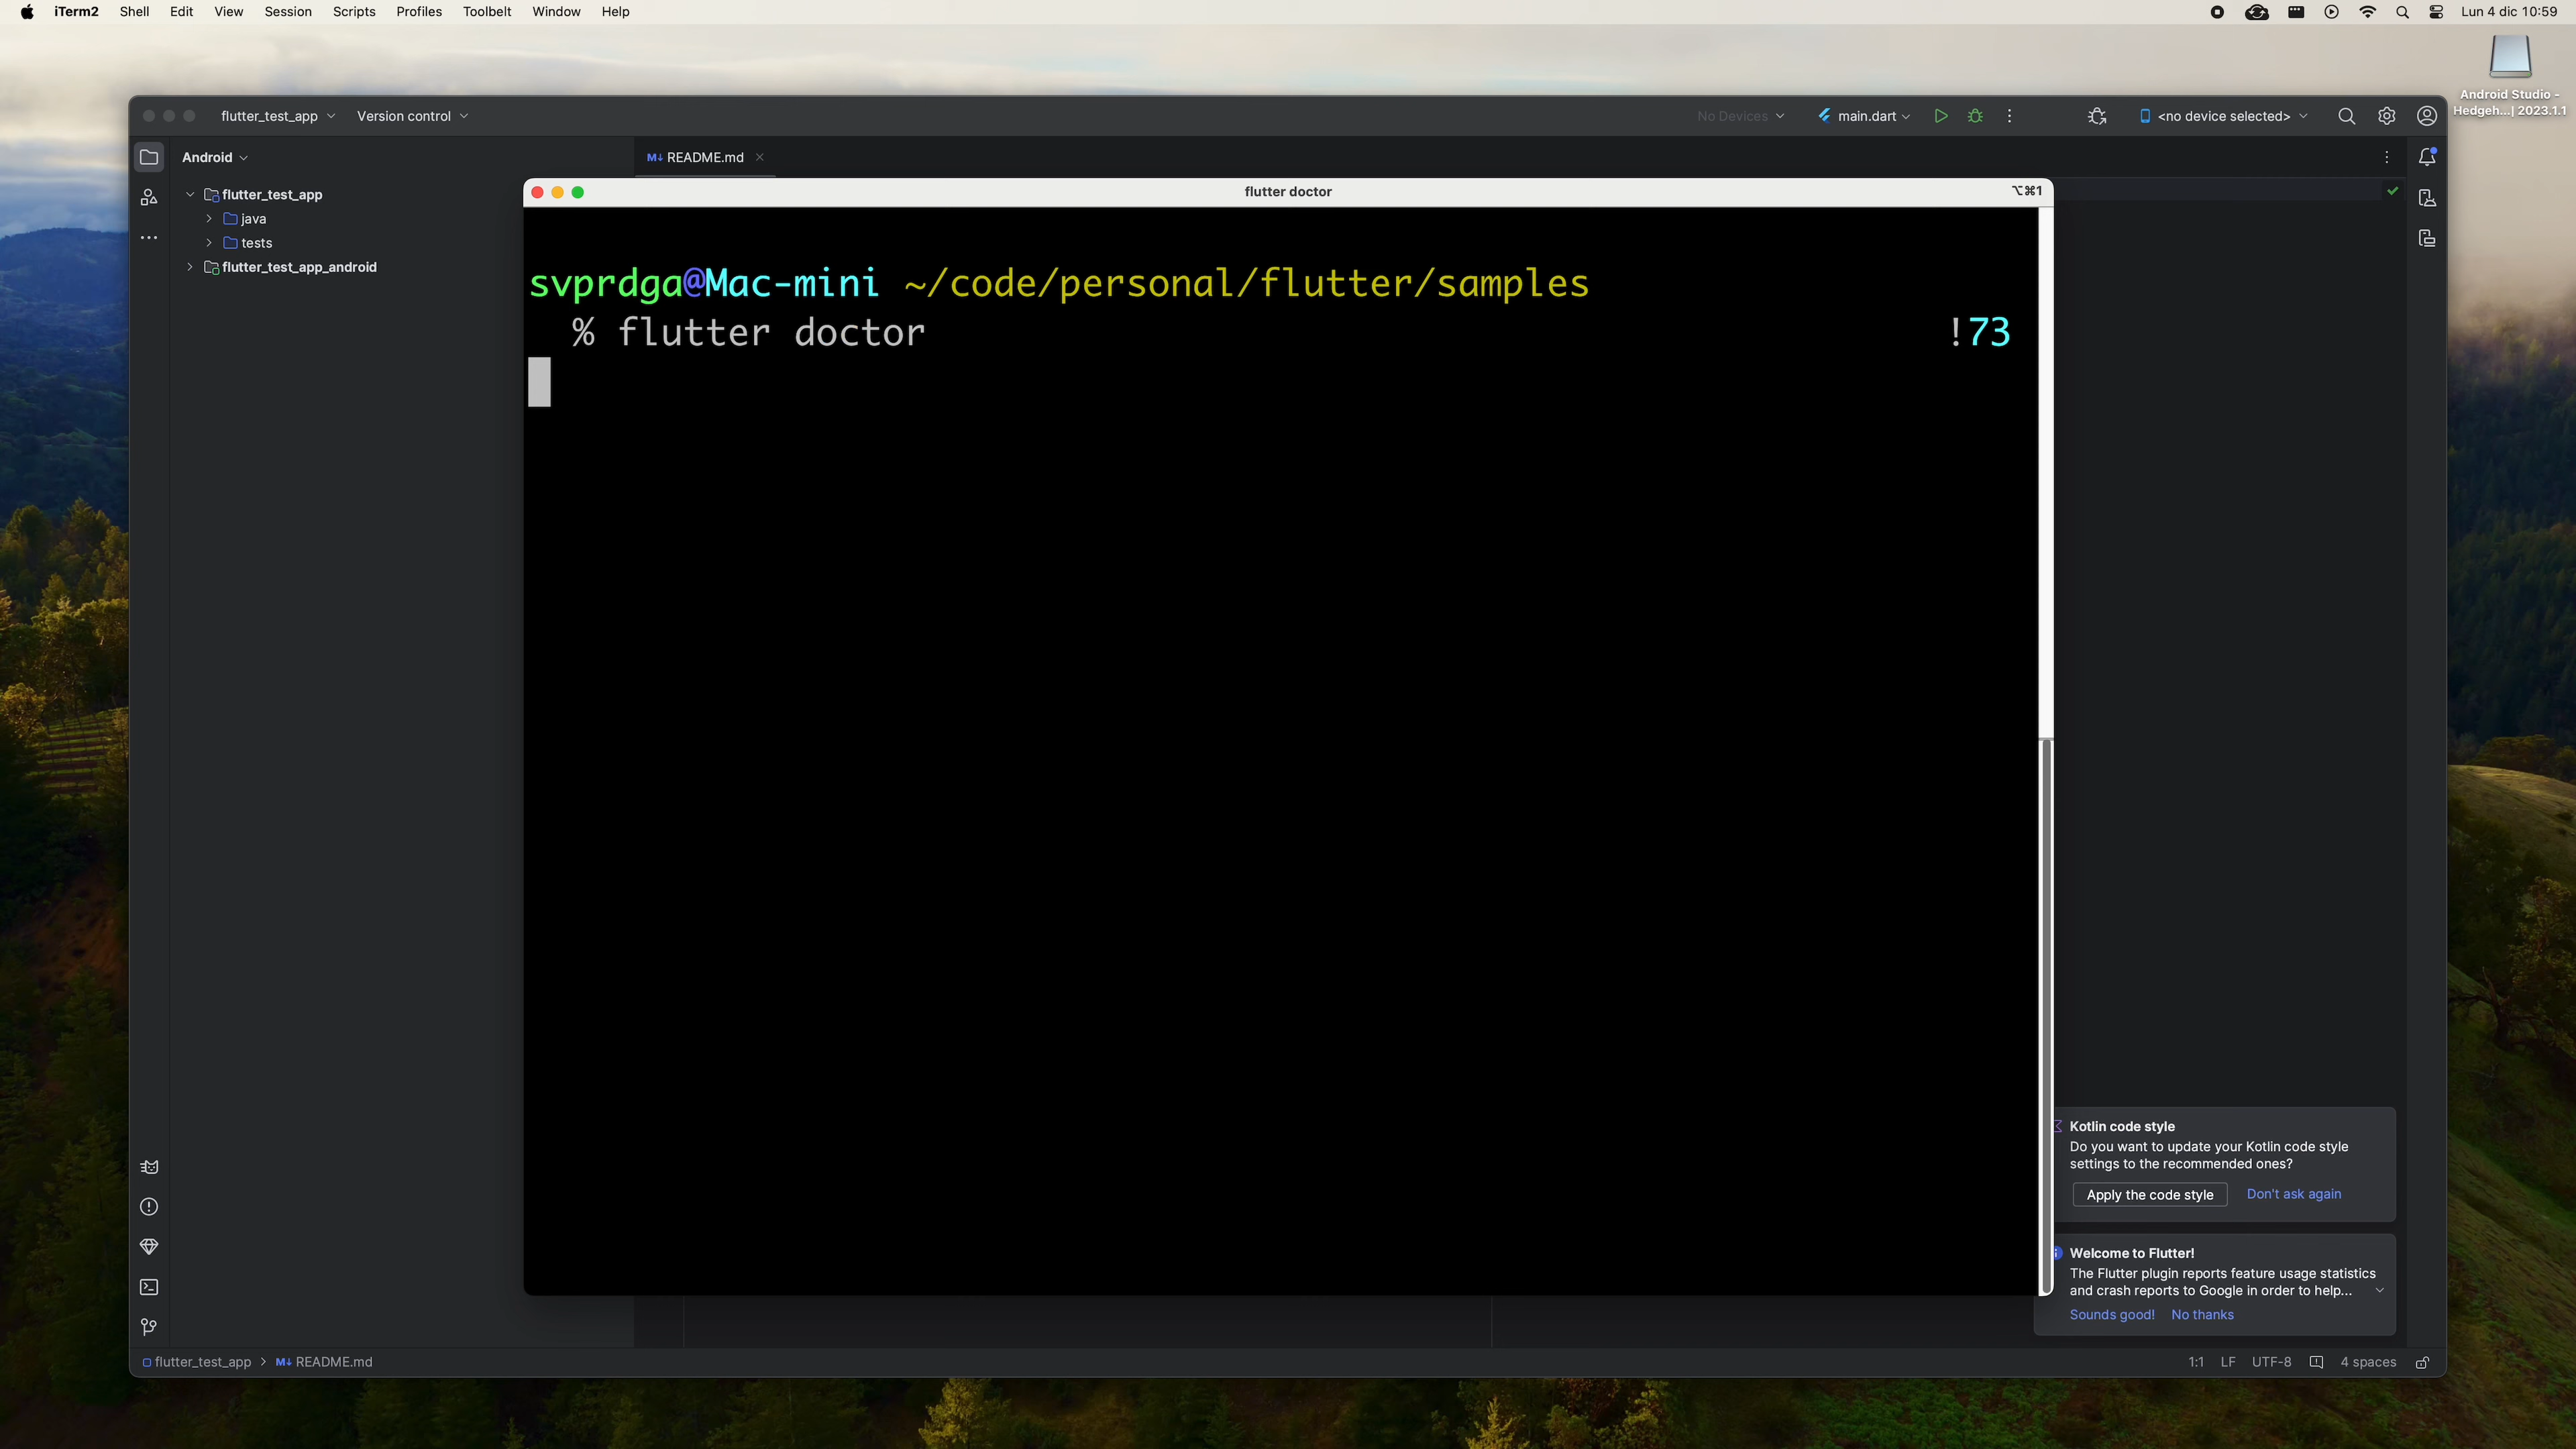 iTerm2 Shell Edit View Session Scripts Profiles Toolbelt Window Help Lun 4 dic 10:59
Android Studio -
Hedgeh...| 2023.1.1
flutter_test_app Version control No Devices main.dart <no device selected>
Android README.md
flutter_test_app
java
tests
flutter_test_app_android
flutter doctor ⌥⌘1
svprdga@Mac-mini ~/code/personal/flutter/samples
% flutter doctor !73
Kotlin code style
Do you want to update your Kotlin code style
settings to the recommended ones?
Apply the code style Don't ask again
Welcome to Flutter!
The Flutter plugin reports feature usage statistics
and crash reports to Google in order to help...
Sounds good! No thanks
flutter_test_app > M↓ README.md 1:1 LF UTF-8 4 spaces